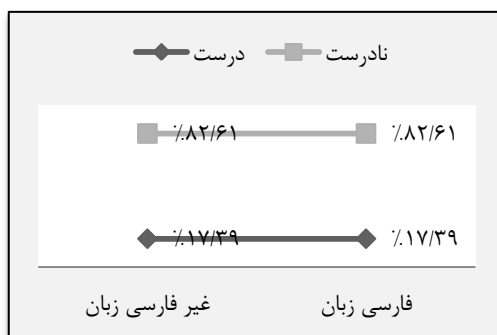 درست نادرست
٪۸۲/۶۱ ٪۸۲/۶۱
٪۱۷/۳۹ ٪۱۷/۳۹
فارسی زبان غیر فارسی زبان